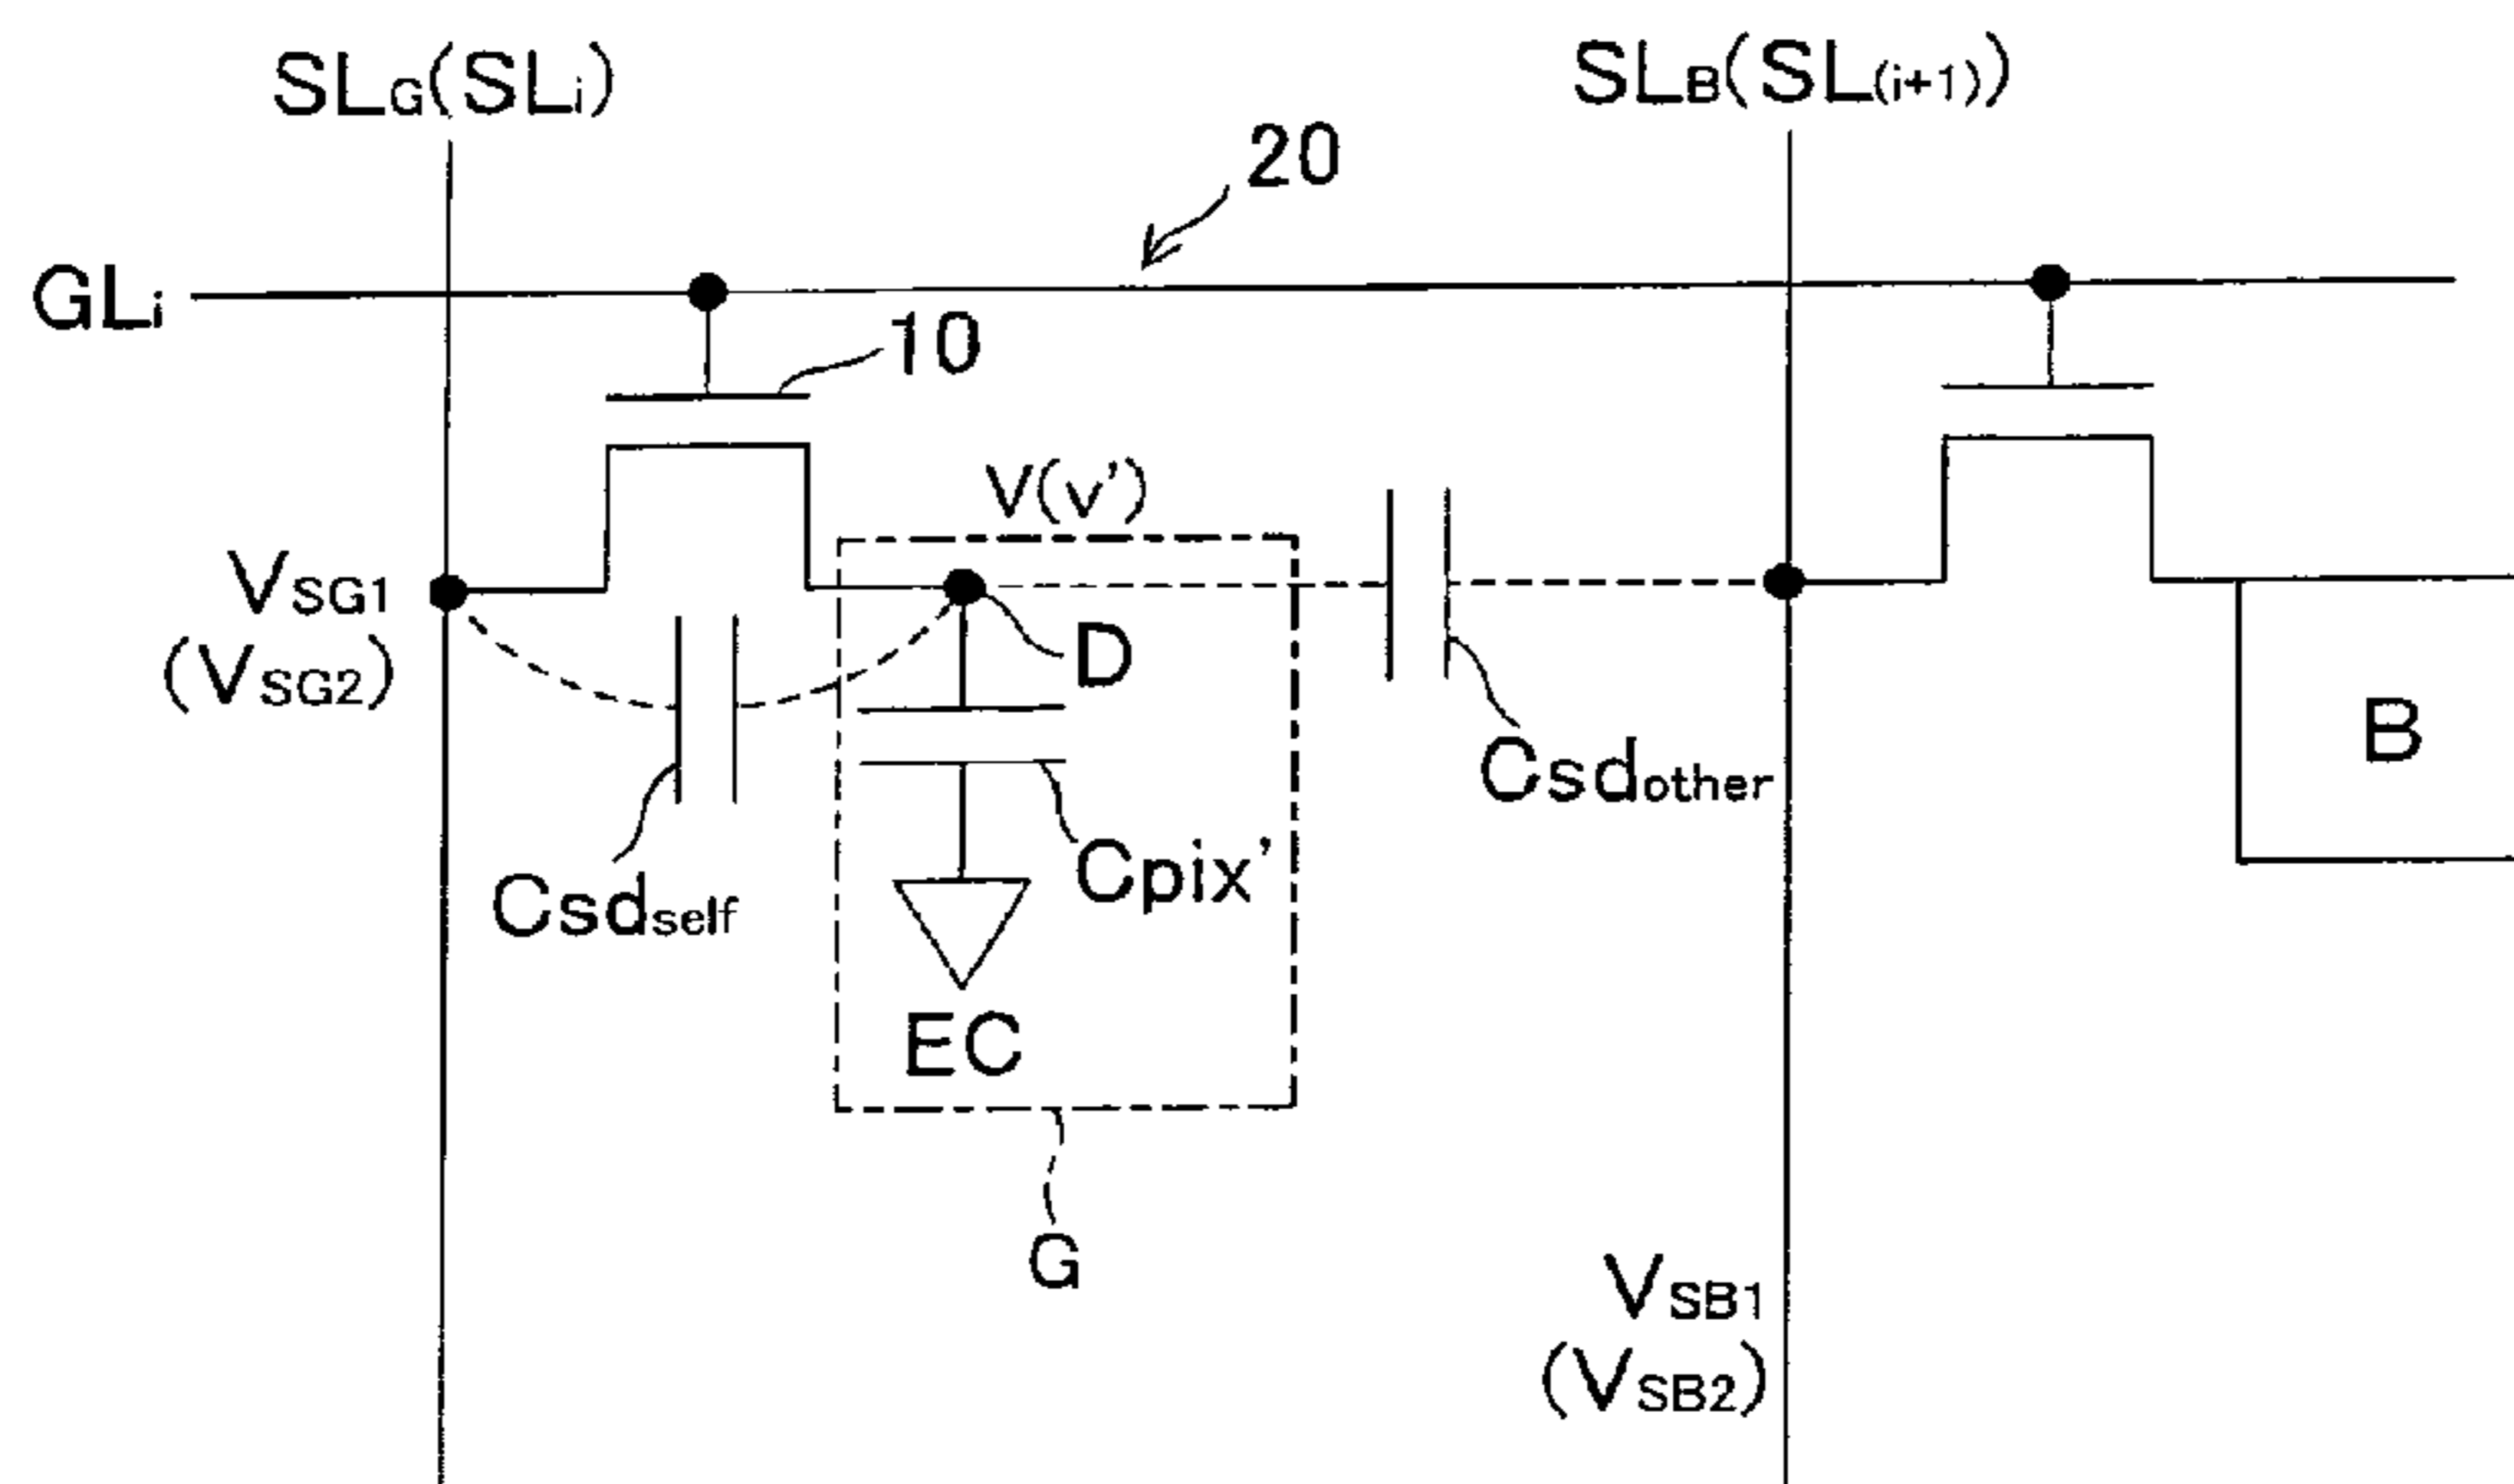 SLG(SLi)
SLB(SL(i+1))
20
GLi
10
V(v')
VSG1
(VSG2)
D
B
Csdother
Cpix'
Csdself
EC
G
VSB1
(VSB2)